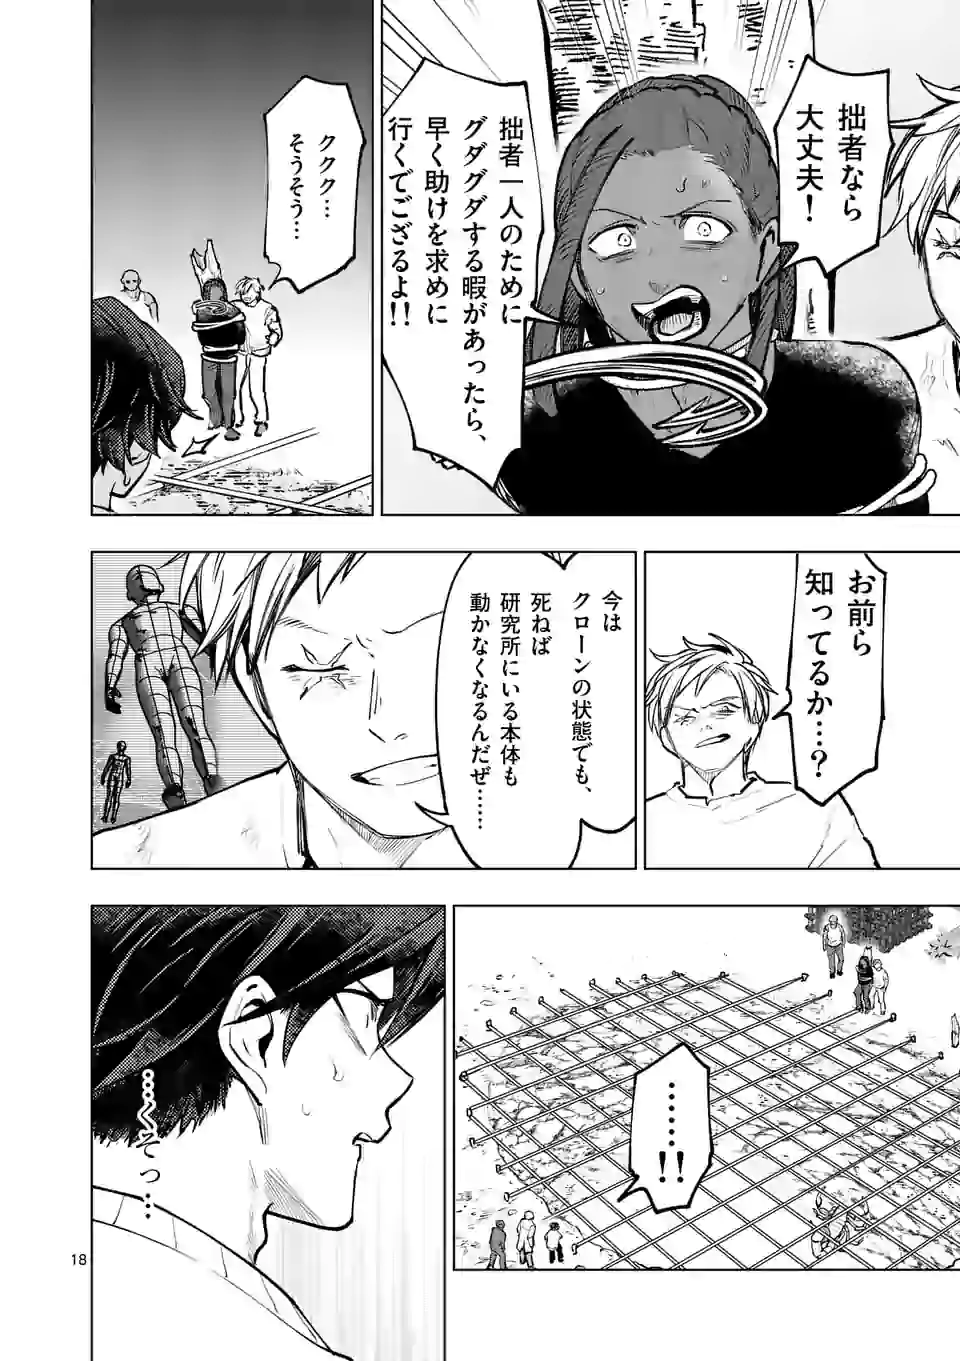 拙者なら
大丈夫！
拙者一人のために
グダグダする暇があったら、
早く助けを求めに
行くでござるよ！！
ククク…
そうそう…
お前ら
知ってるか…？
今は
クローンの状態でも、
死ねば
研究所にいる本体も
動かなくなるんだぜ……
……！！
…くそっ…
18